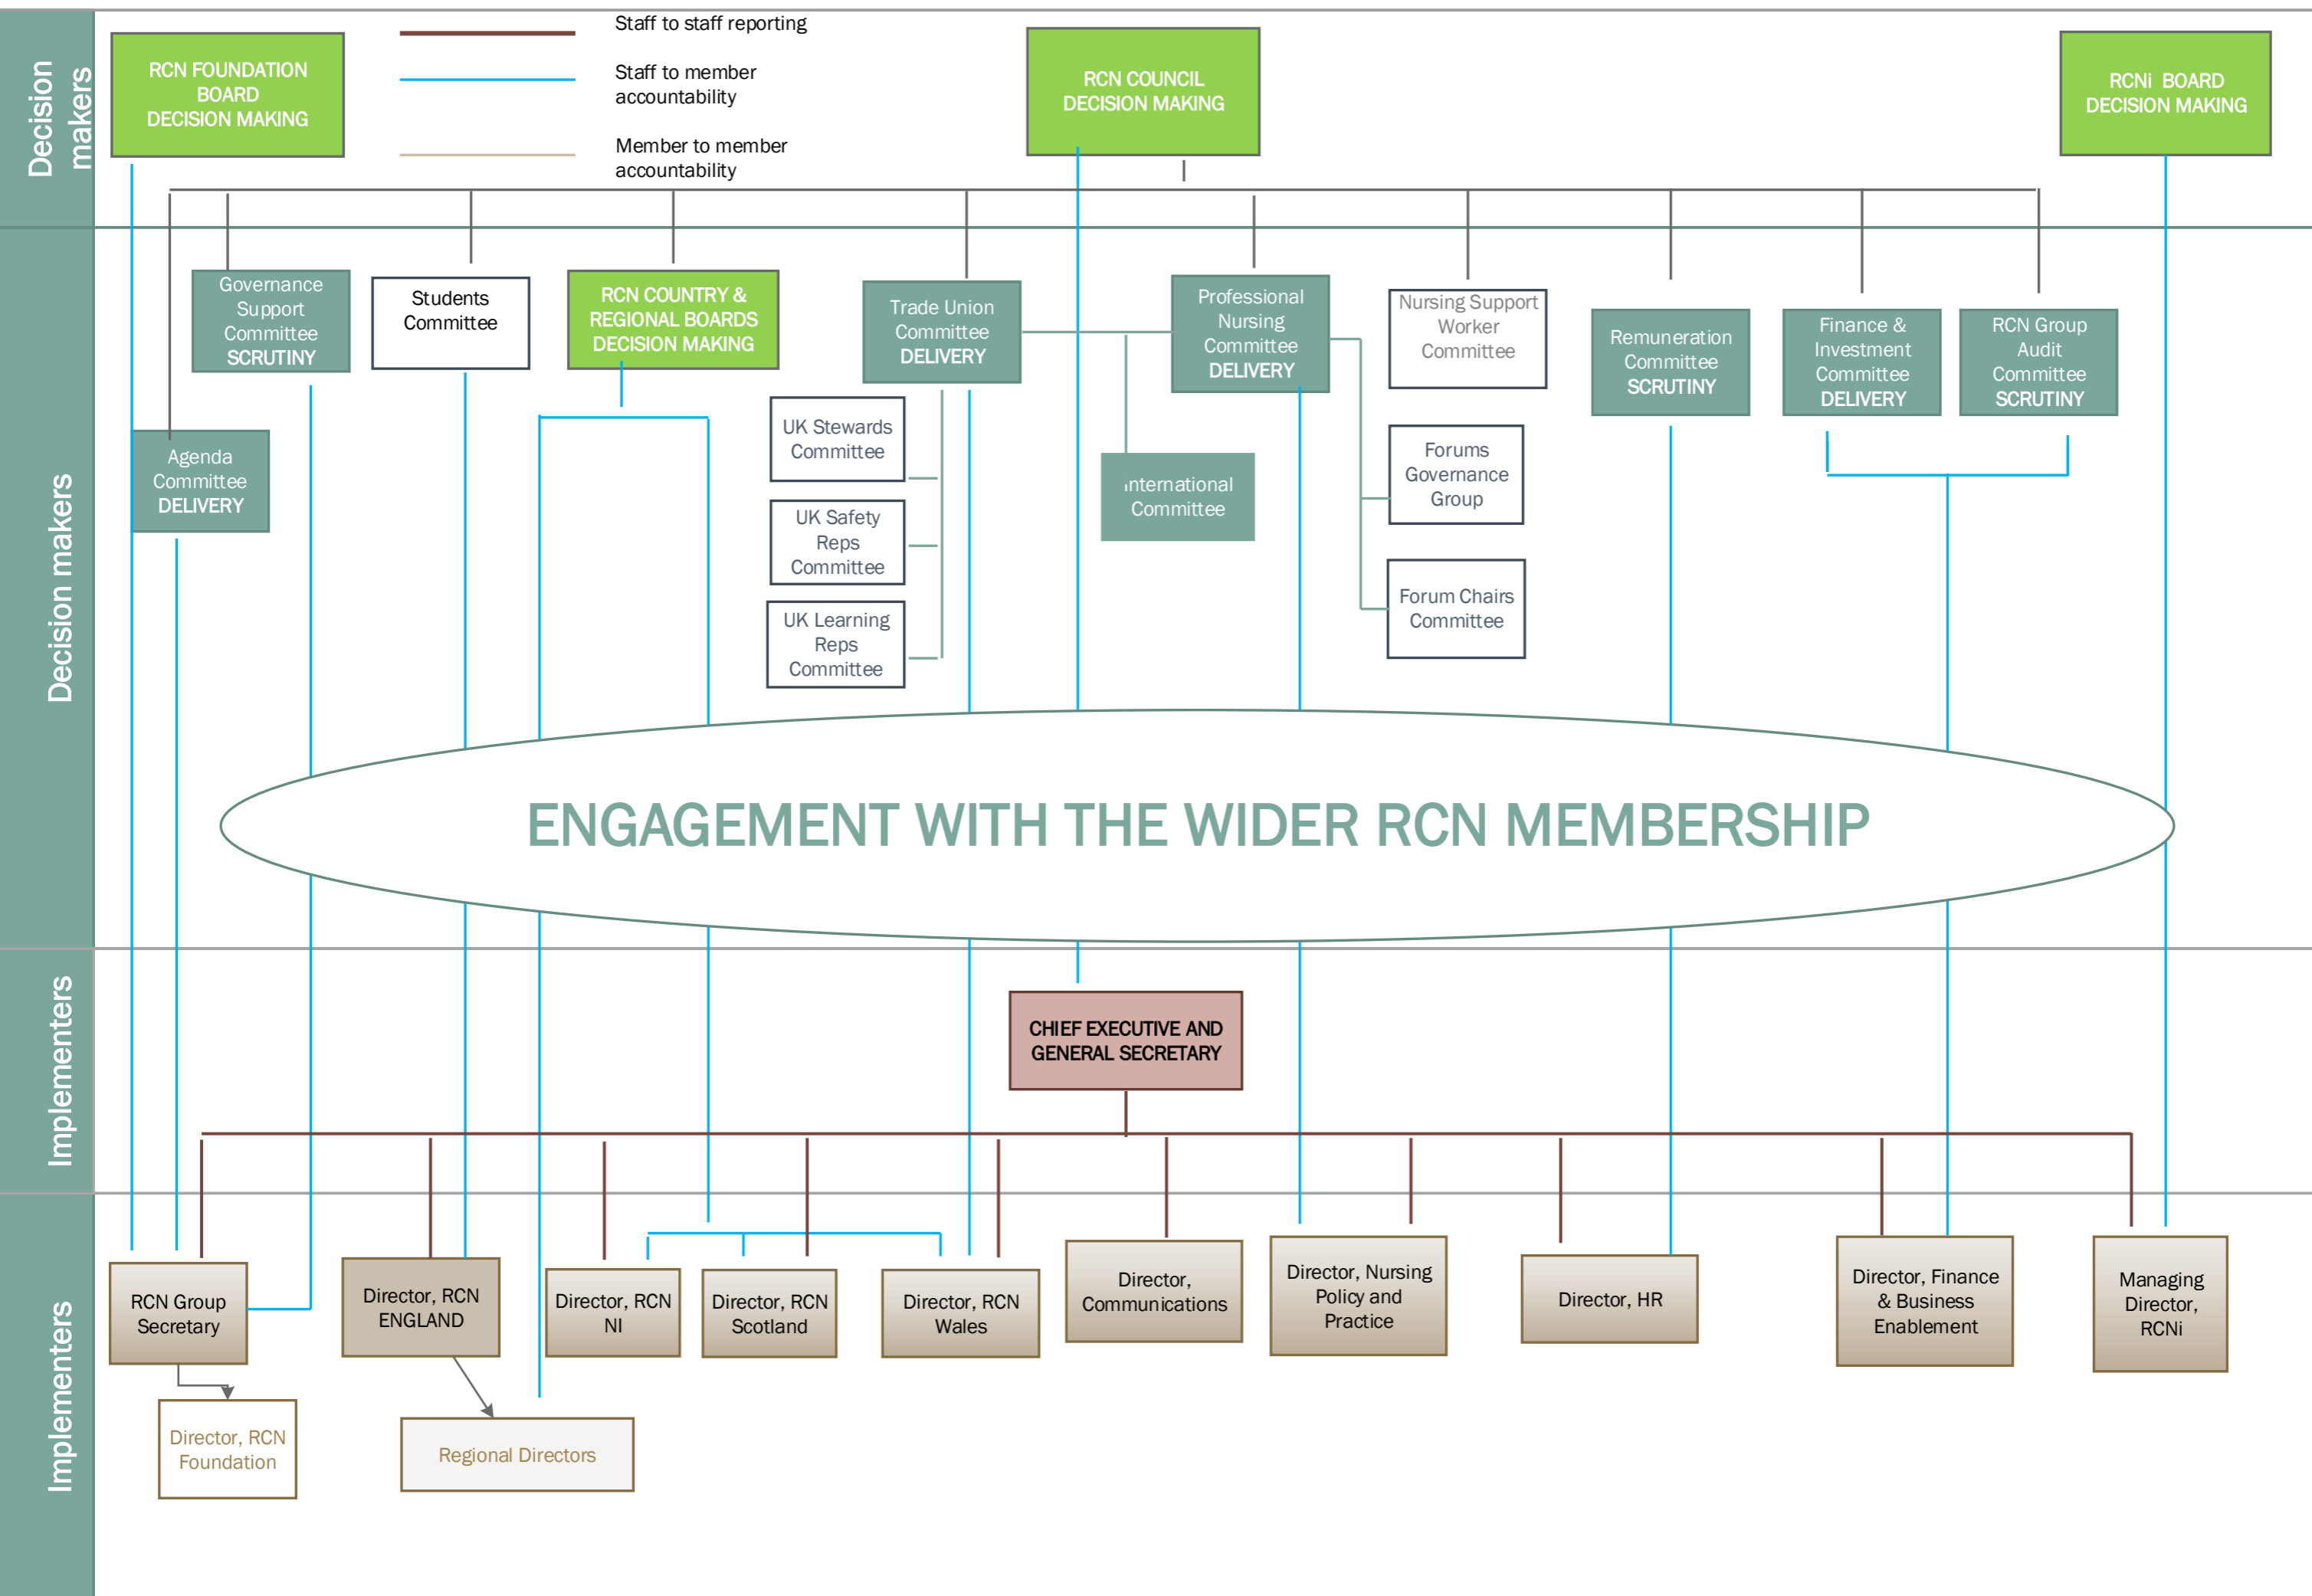 Decision
makers
Staff to staff reporting
Staff to member
accountability
Member to member
accountability
RCN FOUNDATION
BOARD
DECISION MAKING
RCN COUNCIL
DECISION MAKING
RCNi BOARD
DECISION MAKING
Decision makers
Governance
Support
Committee
SCRUTINY
Students
Committee
RCN COUNTRY &
REGIONAL BOARDS
DECISION MAKING
Trade Union
Committee
DELIVERY
Professional
Nursing
Committee
DELIVERY
Nursing Support
Worker
Committee
Remuneration
Committee
SCRUTINY
Finance &
Investment
Committee
DELIVERY
RCN Group
Audit
Committee
SCRUTINY
Agenda
Committee
DELIVERY
UK Stewards
Committee
UK Safety
Reps
Committee
UK Learning
Reps
Committee
International
Committee
Forums
Governance
Group
Forum Chairs
Committee
ENGAGEMENT WITH THE WIDER RCN MEMBERSHIP
Implementers
CHIEF EXECUTIVE AND
GENERAL SECRETARY
Implementers
RCN Group
Secretary
Director, RCN
ENGLAND
Director, RCN
NI
Director, RCN
Scotland
Director, RCN
Wales
Director,
Communications
Director, Nursing
Policy and
Practice
Director, HR
Director, Finance
& Business
Enablement
Managing
Director,
RCNi
Director, RCN
Foundation
Regional Directors